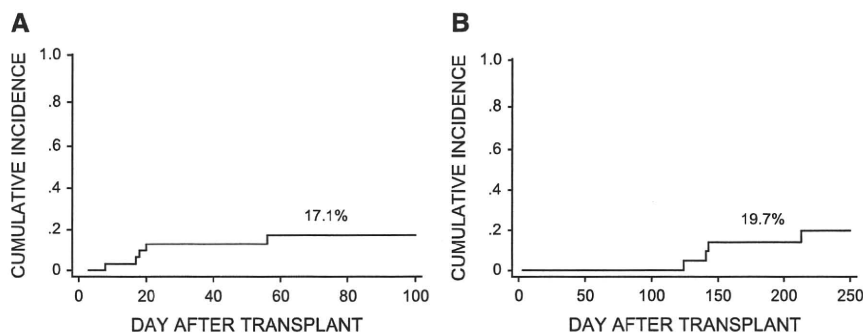 A
CUMULATIVE INCIDENCE
1.0
.8
.6
.4
.2
0
17.1%
0 20 40 60 80 100
DAY AFTER TRANSPLANT
B
CUMULATIVE INCIDENCE
1.0
.8
.6
.4
.2
0
19.7%
0 50 100 150 200 250
DAY AFTER TRANSPLANT